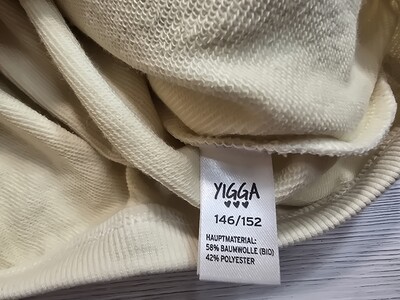 YIGGA
♥♥♥
146/152
HAUPTMATERIAL:
58% BAUMWOLLE (BIO)
42% POLYESTER